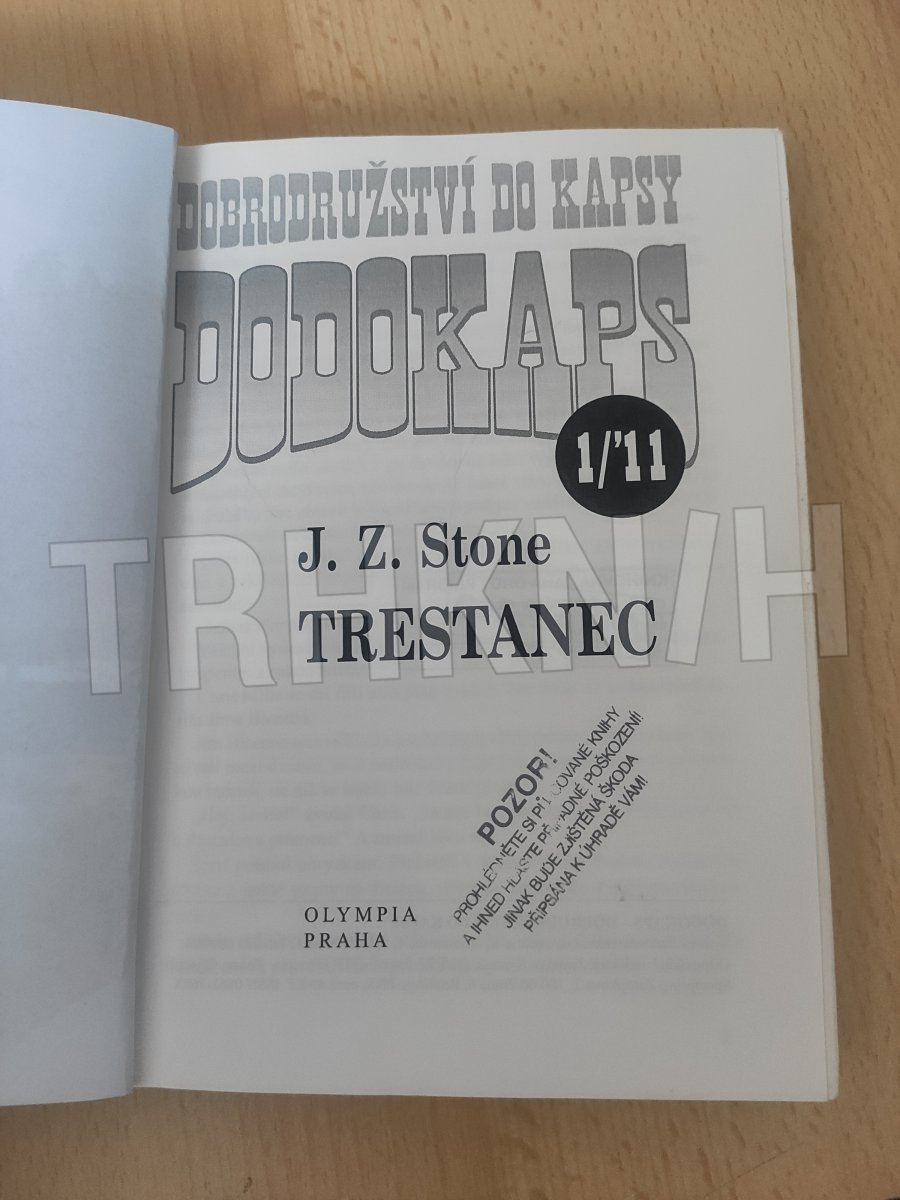 DOBRODRUŽSTVÍ DO KAPSY
DODOKAPS
1/'11
J. Z. Stone
TRESTANEC
TRHKNIH
POZOR!
PROHLÉDNĚTE SI PŮJČOVANÉ KNIHY
A IHNED HLASTE PŘÍPADNÉ POŠKOZENÍ!
JINAK BUDE ZJIŠTĚNÁ ŠKODA
PŘIPSÁNA K ÚHRADĚ VÁM!
OLYMPIA
PRAHA